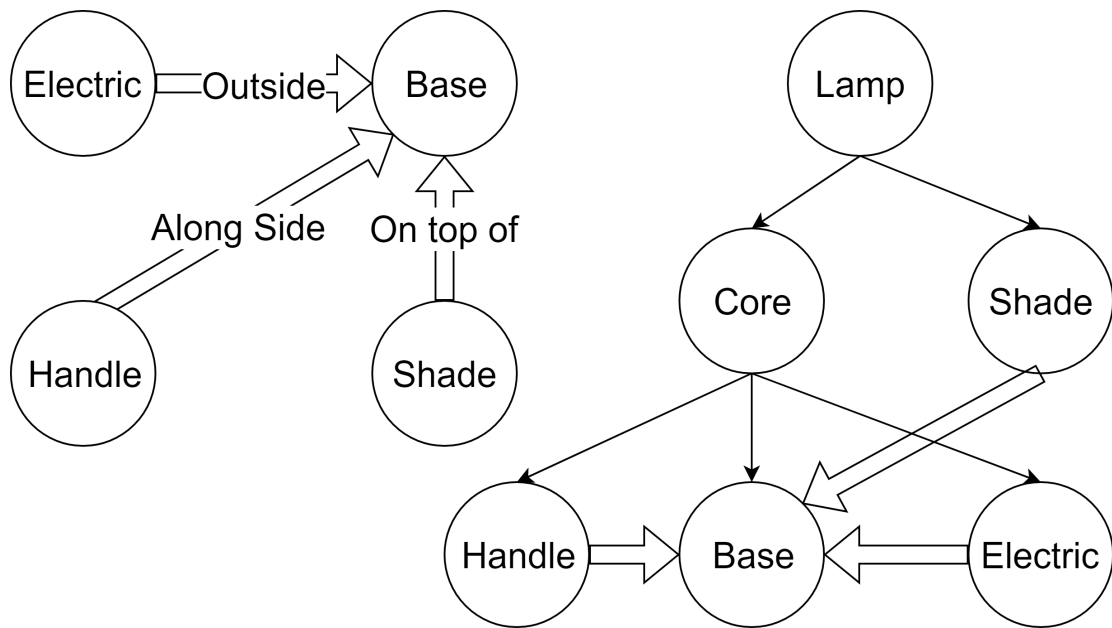 Electric
Outside
Base
Along Side
On top of
Handle
Shade
Lamp
Core
Shade
Handle
Base
Electric